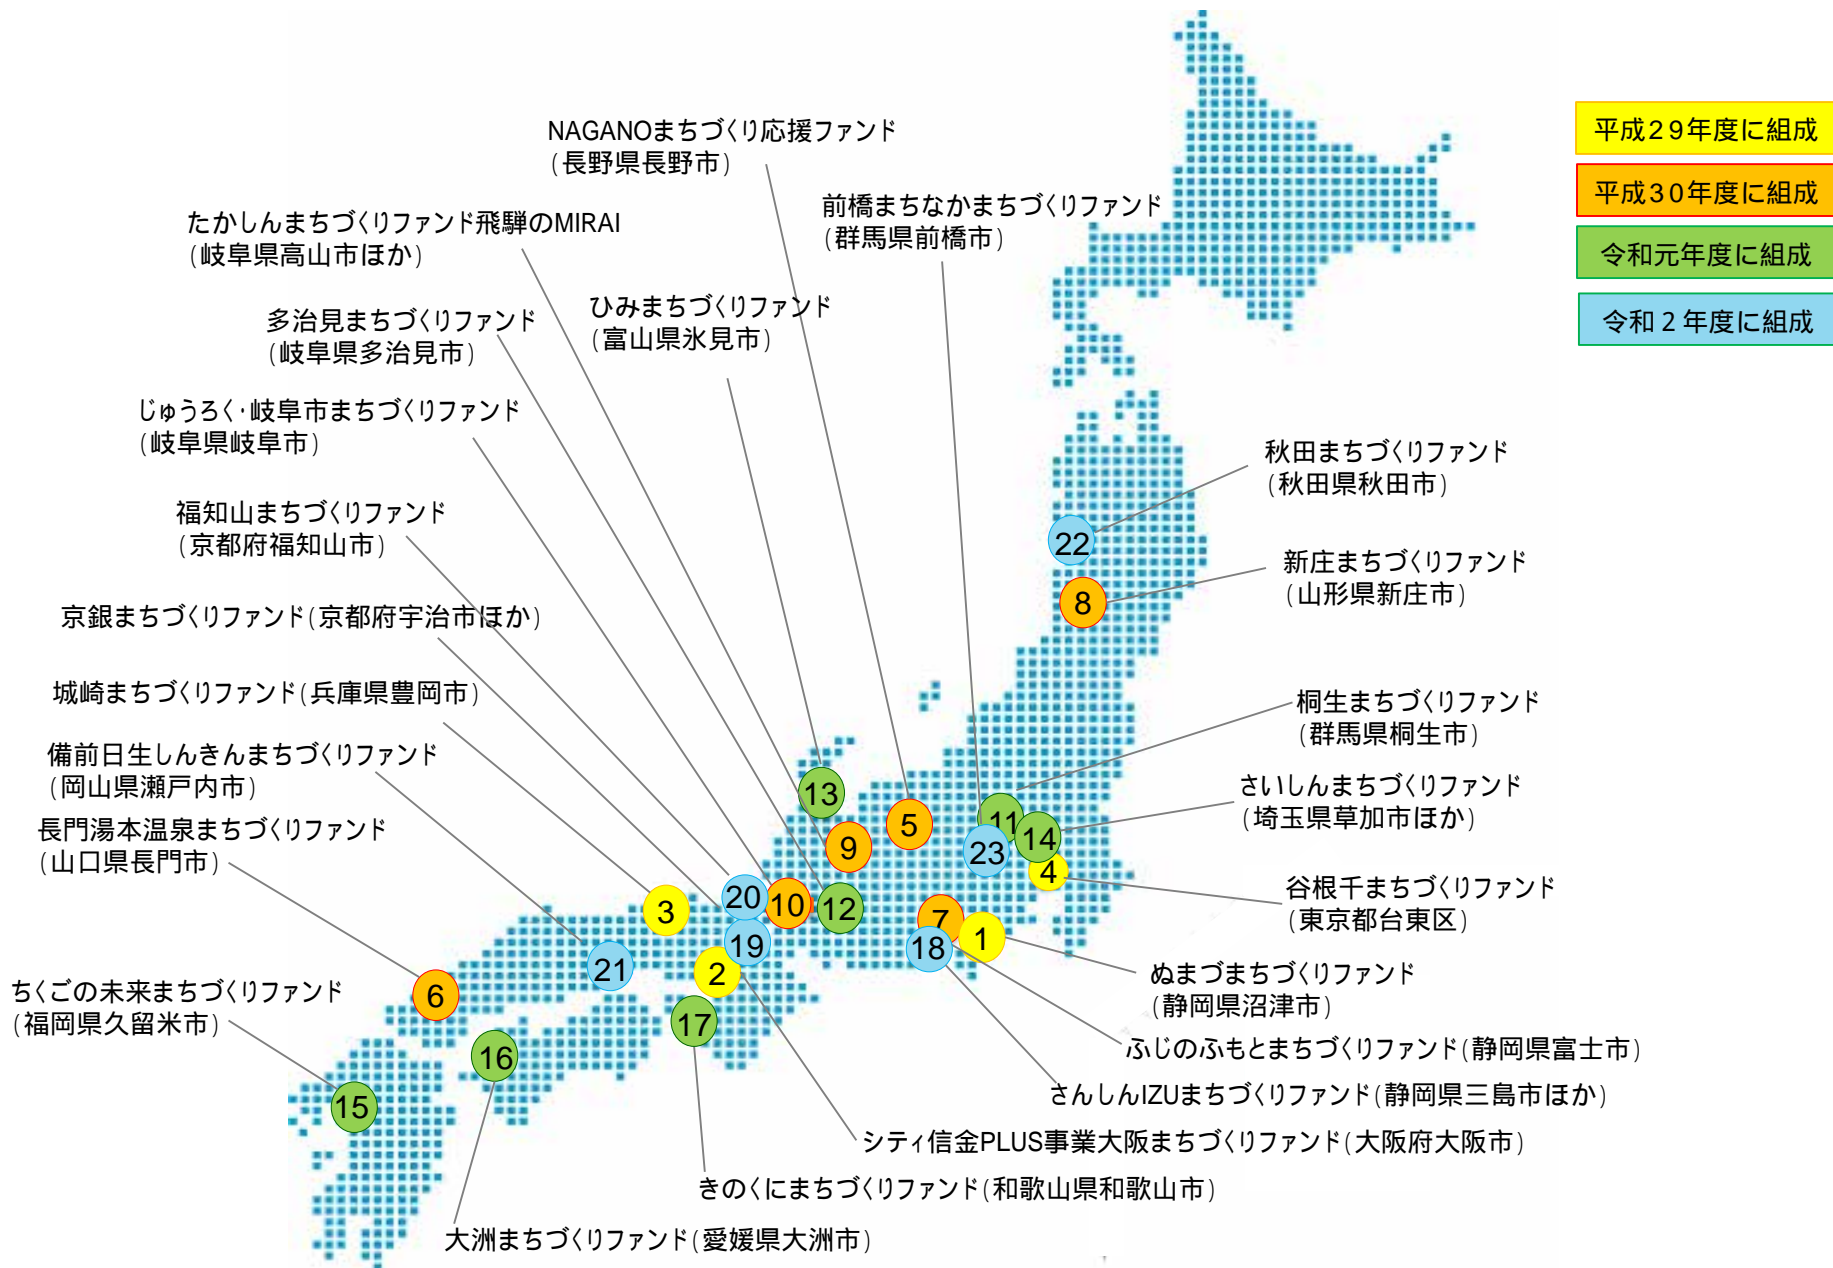 NAGANOまちづくり応援ファンド
(長野県長野市)
平成29年度に組成
平成30年度に組成
令和元年度に組成
令和２年度に組成
前橋まちなかまちづくりファンド
(群馬県前橋市)
たかしんまちづくりファンド飛騨のMIRAI
(岐阜県高山市ほか)
ひみまちづくりファンド
(富山県氷見市)
多治見まちづくりファンド
(岐阜県多治見市)
じゅうろく・岐阜市まちづくりファンド
(岐阜県岐阜市)
秋田まちづくりファンド
(秋田県秋田市)
福知山まちづくりファンド
(京都府福知山市)
新庄まちづくりファンド
(山形県新庄市)
京銀まちづくりファンド(京都府宇治市ほか)
城崎まちづくりファンド(兵庫県豊岡市)
桐生まちづくりファンド
(群馬県桐生市)
備前日生しんきんまちづくりファンド
(岡山県瀬戸内市)
さいしんまちづくりファンド
(埼玉県草加市ほか)
長門湯本温泉まちづくりファンド
(山口県長門市)
谷根千まちづくりファンド
(東京都台東区)
ぬまづまちづくりファンド
(静岡県沼津市)
ちくごの未来まちづくりファンド
(福岡県久留米市)
ふじのふもとまちづくりファンド(静岡県富士市)
さんしんIZUまちづくりファンド(静岡県三島市ほか)
シティ信金PLUS事業大阪まちづくりファンド(大阪府大阪市)
きのくにまちづくりファンド(和歌山県和歌山市)
大洲まちづくりファンド(愛媛県大洲市)
22
8
13
5
11
14
23
9
4
20
10
12
3
7
1
19
18
2
21
6
17
16
15